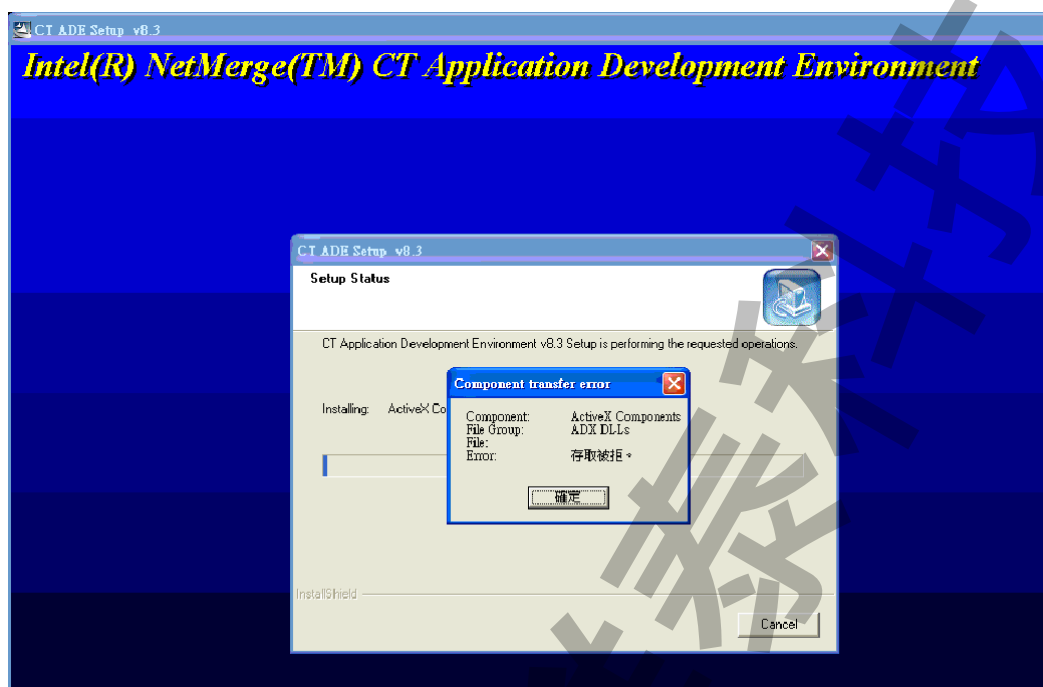 CT ADE Setup v8.3
Intel(R) NetMerge(TM) CT Application Development Environment
CT ADE Setup v8.3
Setup Status
CT Application Development Environment v8.3 Setup is performing the requested operations.
Installing: ActiveX Co
Component transfer error
Component: ActiveX Components
File Group: ADX DLLs
File:
Error: 存取被拒。
確定
InstallShield
Cancel